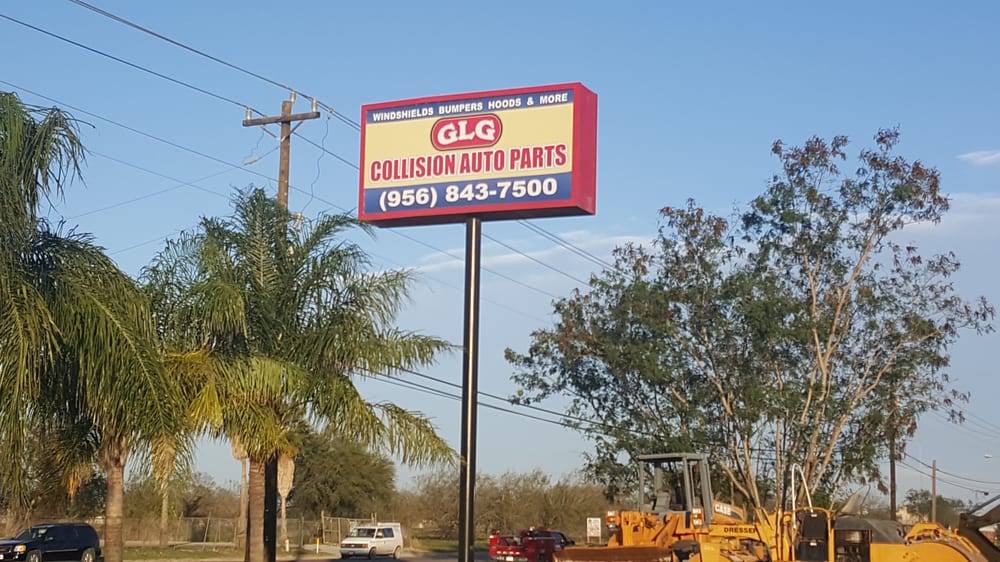 WINDSHIELDS BUMPERS HOODS & MORE
GLG
COLLISION AUTO PARTS
(956) 843-7500
CASE
DRESSER